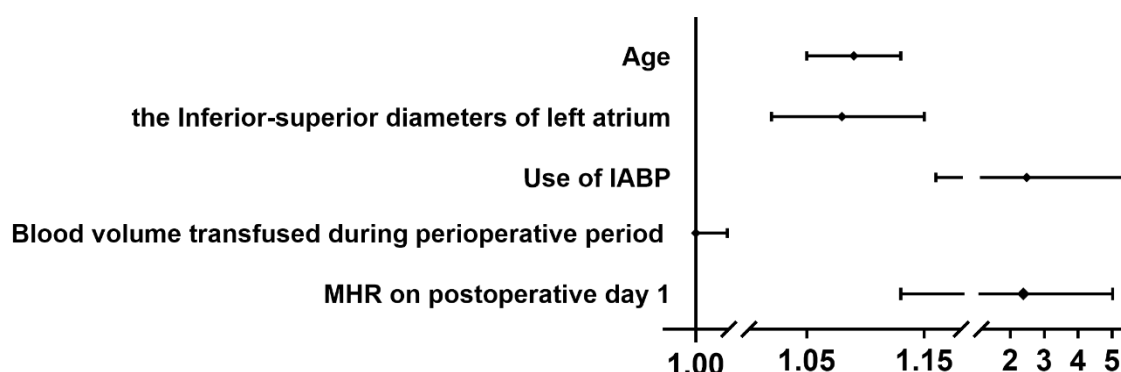 Age
the Inferior-superior diameters of left atrium
Use of IABP
Blood volume transfused during perioperative period
MHR on postoperative day 1
1.00 1.05 1.15 2 3 4 5